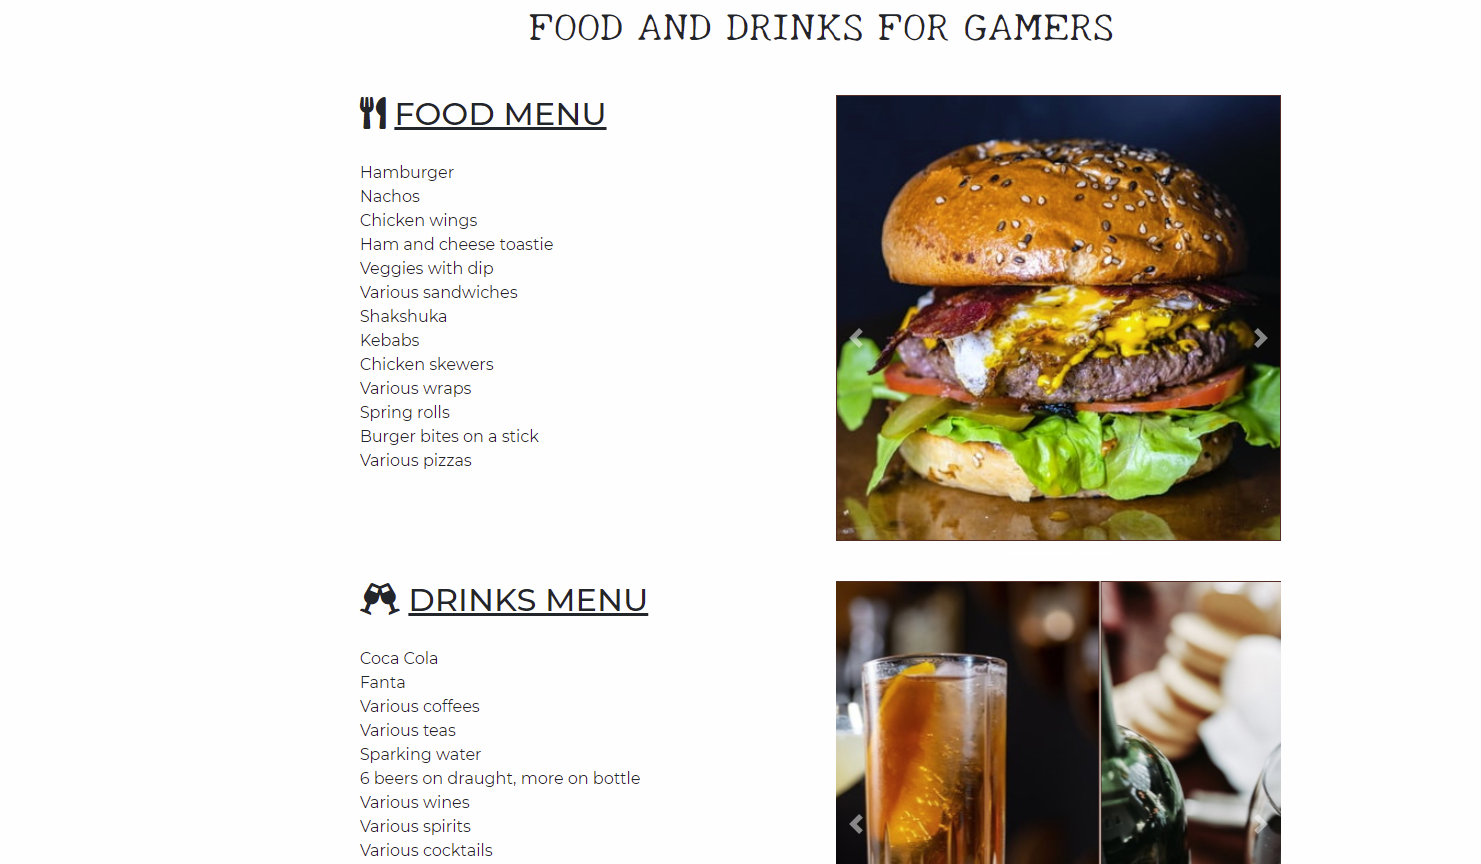 FOOD AND DRINKS FOR GAMERS
FOOD MENU
Hamburger
Nachos
Chicken wings
Ham and cheese toastie
Veggies with dip
Various sandwiches
Shakshuka
Kebabs
Chicken skewers
Various wraps
Spring rolls
Burger bites on a stick
Various pizzas
DRINKS MENU
Coca Cola
Fanta
Various coffees
Various teas
Sparking water
6 beers on draught, more on bottle
Various wines
Various spirits
Various cocktails